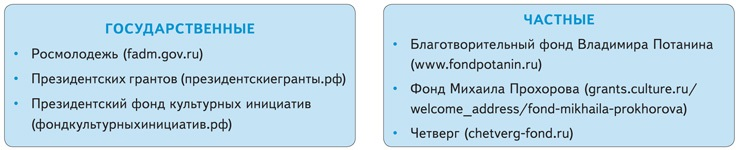 ГОСУДАРСТВЕННЫЕ
• Росмолодежь (fadm.gov.ru)
• Президентских грантов (президентскиегранты.рф)
• Президентский фонд культурных инициатив
(фондкультурныхинициатив.рф)
ЧАСТНЫЕ
• Благотворительный фонд Владимира Потанина
(www.fondpotanin.ru)
• Фонд Михаила Прохорова (grants.culture.ru/
welcome_address/fond-mikhaila-prokhorova)
• Четверг (chetverg-fond.ru)